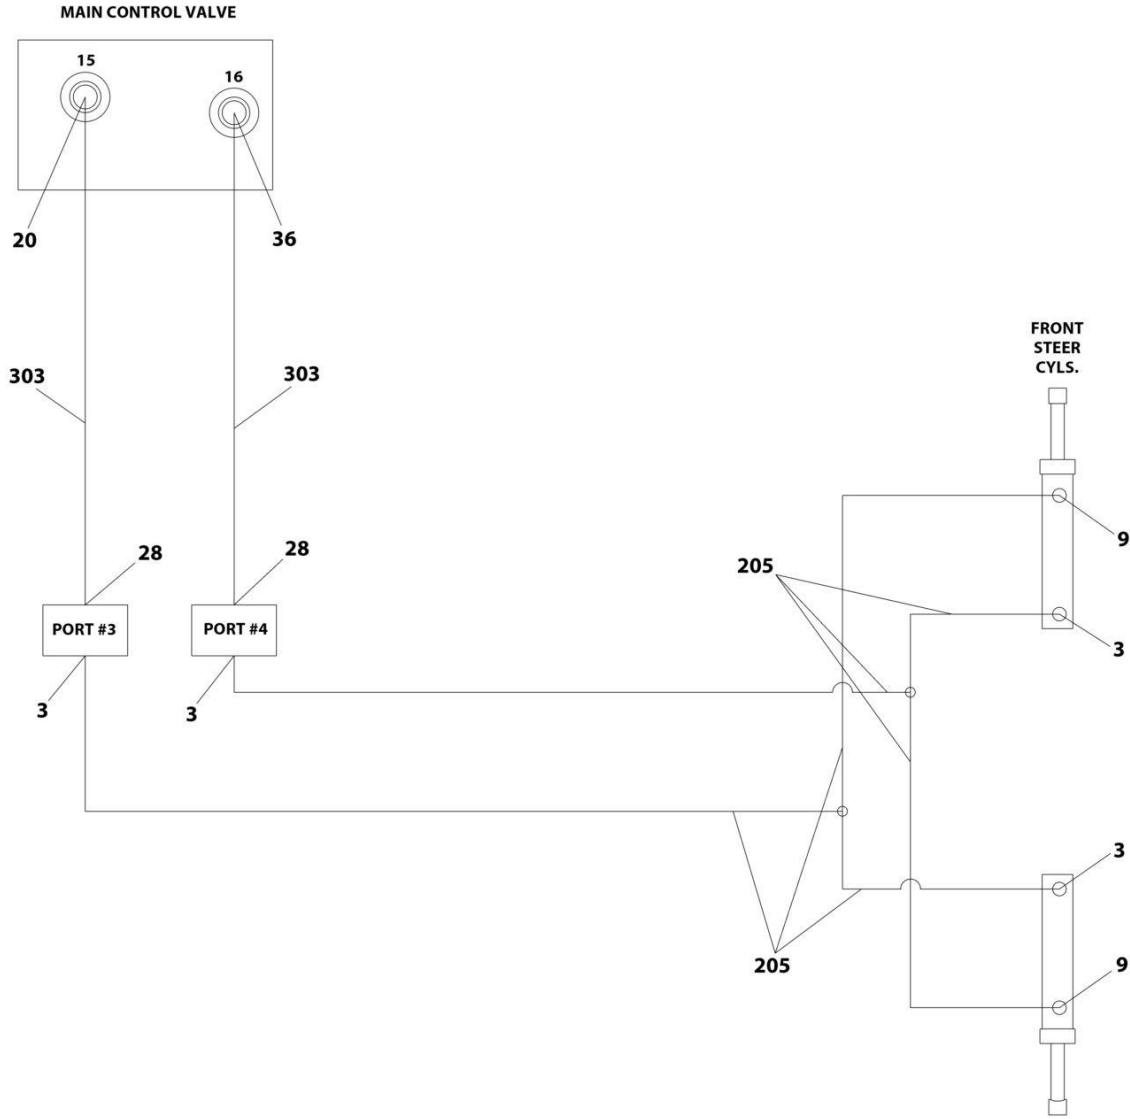 MAIN CONTROL VALVE
15
16
20
36
FRONT
STEER
CYLS.
303
303
9
28
28
205
PORT #3
PORT #4
3
3
3
3
205
9